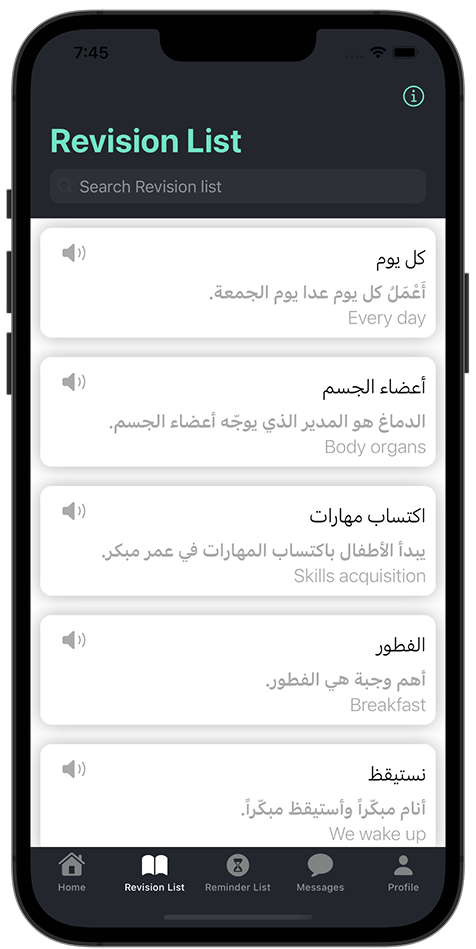 7:45
Revision List
Search Revision list
كل يوم
أَعْمَلُ كل يوم عدا يوم الجمعة.
Every day
أعضاء الجسم
الدماغ هو المدير الذي يوجّه أعضاء الجسم.
Body organs
اكتساب مهارات
يبدأ الأطفال باكتساب المهارات في عمر مبكر.
Skills acquisition
الفطور
أهم وجبة هي الفطور.
Breakfast
نستيقظ
أنام مبكّراً وأستيقظ مبكّراً.
We wake up
Home
Revision List
Reminder List
Messages
Profile